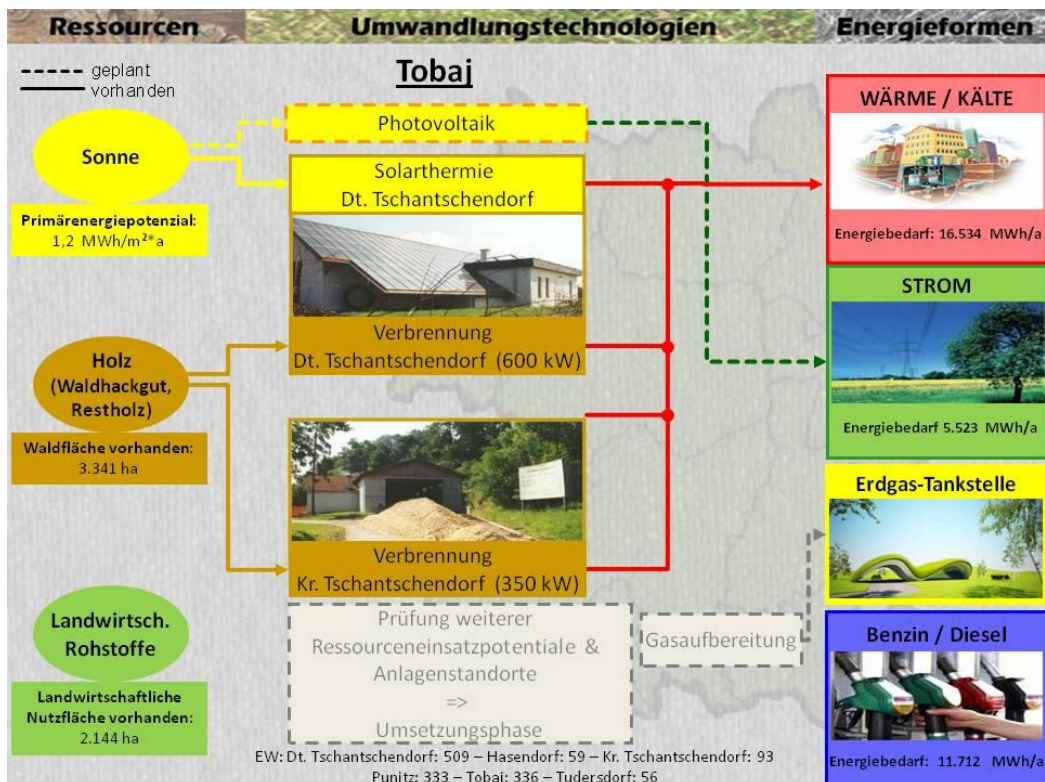 Ressourcen
Umwandlungstechnologien
Energieformen
geplant
vorhanden
Tobaj
Sonne
Primärenergiepotenzial:
1,2 MWh/m²*a
Holz
(Waldhackgut,
Restholz)
Waldfläche vorhanden:
3.341 ha
Landwirtsch.
Rohstoffe
Landwirtschaftliche
Nutzfläche vorhanden:
2.144 ha
Photovoltaik
Solarthermie
Dt. Tschantschendorf
Verbrennung
Dt. Tschantschendorf (600 kW)
Verbrennung
Kr. Tschantschendorf (350 kW)
Prüfung weiterer
Ressourceneinsatzpotentiale &
Anlagenstandorte
=>
Umsetzungsphase
Gasaufbereitung
WÄRME / KÄLTE
Energiebedarf: 16.534 MWh/a
STROM
Energiebedarf 5.523 MWh/a
Erdgas-Tankstelle
Benzin / Diesel
Energiebedarf: 11.712 MWh/a
EW: Dt. Tschantschendorf: 509 – Hasendorf: 59 – Kr. Tschantschendorf: 93
Punitz: 333 – Tobaj: 336 – Tudersdorf: 56